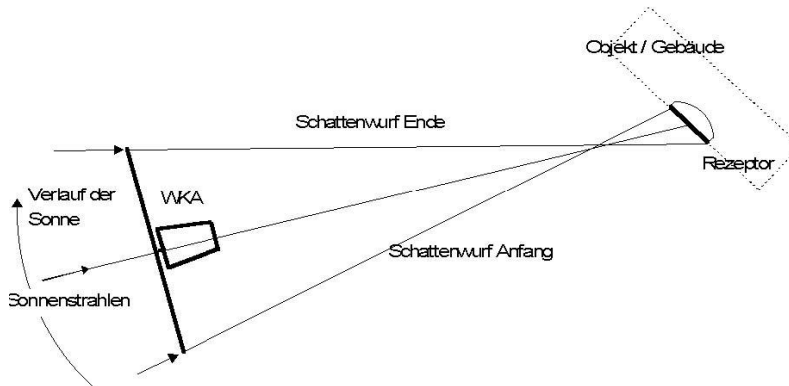 Objekt / Gebäude
Schattenwurf Ende
Rezeptor
Verlauf der
Sonne
WKA
Schattenwurf Anfang
Sonnenstrahlen